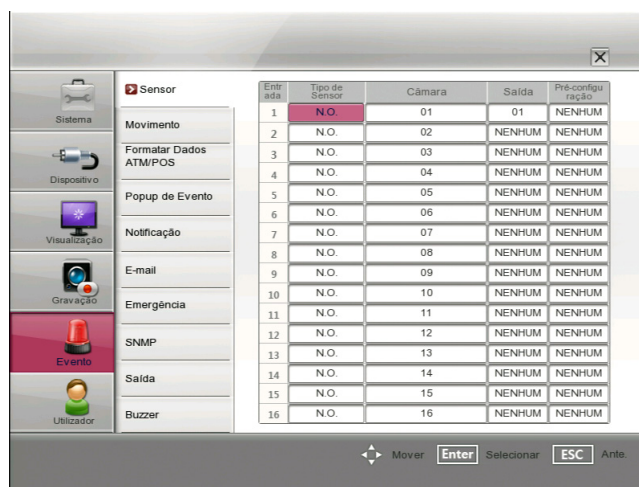 Sistema
Dispositivo
Visualização
Gravação
Evento
Utilizador
Sensor
Movimento
Formatar Dados
ATM/POS
Popup de Evento
Notificação
E-mail
Emergência
SNMP
Saída
Buzzer
Entr
ada
Tipo de
Sensor
Câmara
Saída
Pré-configu
ração
1 N.O. 01 01 NENHUM
2 N.O. 02 NENHUM NENHUM
3 N.O. 03 NENHUM NENHUM
4 N.O. 04 NENHUM NENHUM
5 N.O. 05 NENHUM NENHUM
6 N.O. 06 NENHUM NENHUM
7 N.O. 07 NENHUM NENHUM
8 N.O. 08 NENHUM NENHUM
9 N.O. 09 NENHUM NENHUM
10 N.O. 10 NENHUM NENHUM
11 N.O. 11 NENHUM NENHUM
12 N.O. 12 NENHUM NENHUM
13 N.O. 13 NENHUM NENHUM
14 N.O. 14 NENHUM NENHUM
15 N.O. 15 NENHUM NENHUM
16 N.O. 16 NENHUM NENHUM
Mover Enter Selecionar ESC Ante.